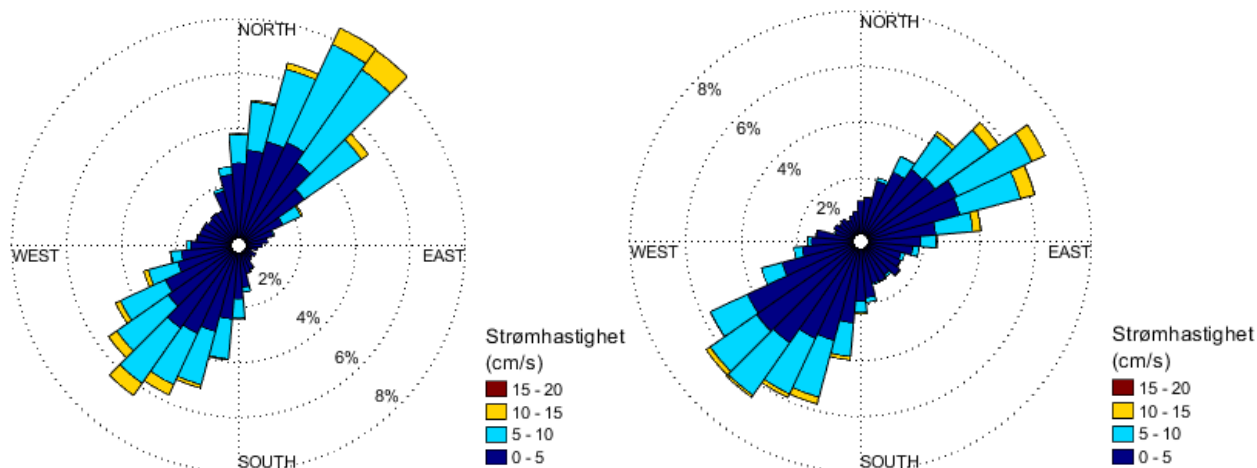 NORTH
WEST
EAST
2%
4%
6%
8%
SOUTH
Strømhastighet
(cm/s)
15 - 20
10 - 15
5 - 10
0 - 5
NORTH
8%
6%
4%
2%
WEST
EAST
SOUTH
Strømhastighet
(cm/s)
15 - 20
10 - 15
5 - 10
0 - 5